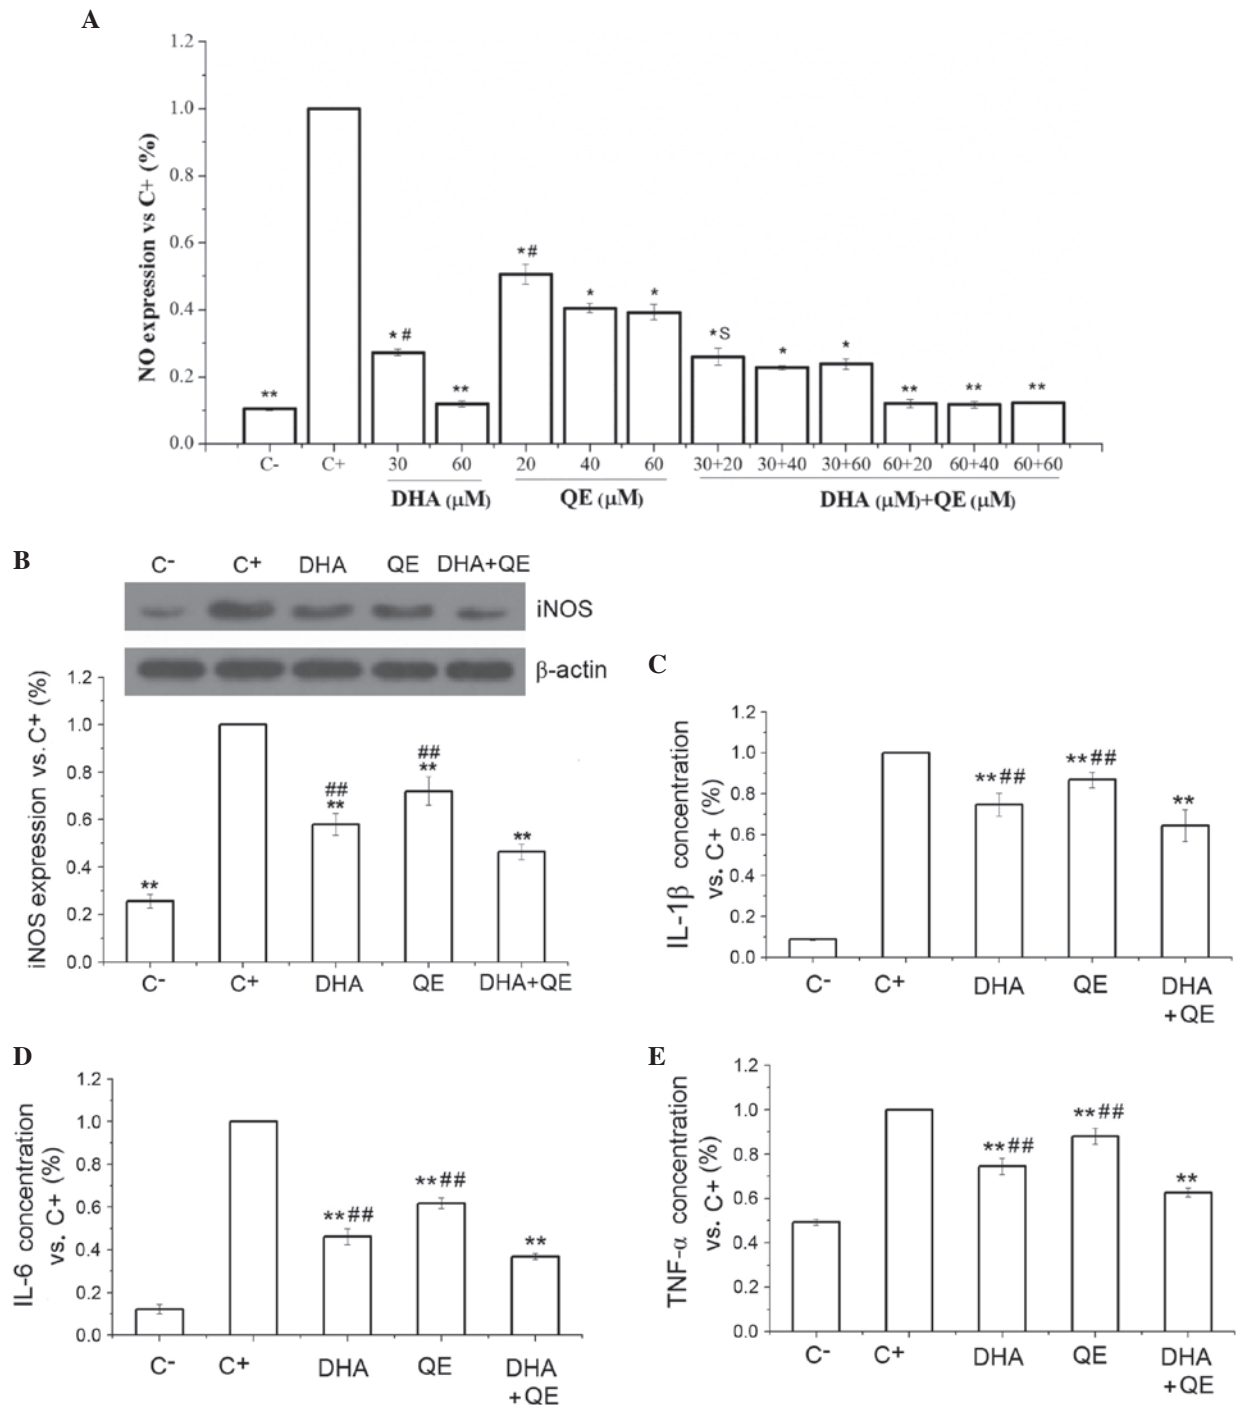 A
NO expression vs C+ (%)
1.2
1.0
0.8
0.6
0.4
0.2
0.0
**
*#
**
*#
*
*
*S
*
*
**
**
**
C- C+ 30 60 20 40 60 30+20 30+40 30+60 60+20 60+40 60+60
DHA (μM) QE (μM) DHA (μM)+QE (μM)
B
C- C+ DHA QE DHA+QE
iNOS
β-actin
iNOS expression vs. C+ (%)
1.2
1.0
0.8
0.6
0.4
0.2
0.0
**
##
**
##
**
**
C- C+ DHA QE DHA+QE
C
IL-1β concentration
vs. C+ (%)
1.2
1.0
0.8
0.6
0.4
0.2
0.0
**##
**##
**
C- C+ DHA QE DHA
+QE
D
IL-6 concentration
vs. C+ (%)
1.2
1.0
0.8
0.6
0.4
0.2
0.0
**##
**##
**
C- C+ DHA QE DHA
+QE
E
TNF-α concentration
vs. C+ (%)
1.2
1.0
0.8
0.6
0.4
0.2
0.0
**##
**##
**
C- C+ DHA QE DHA
+QE